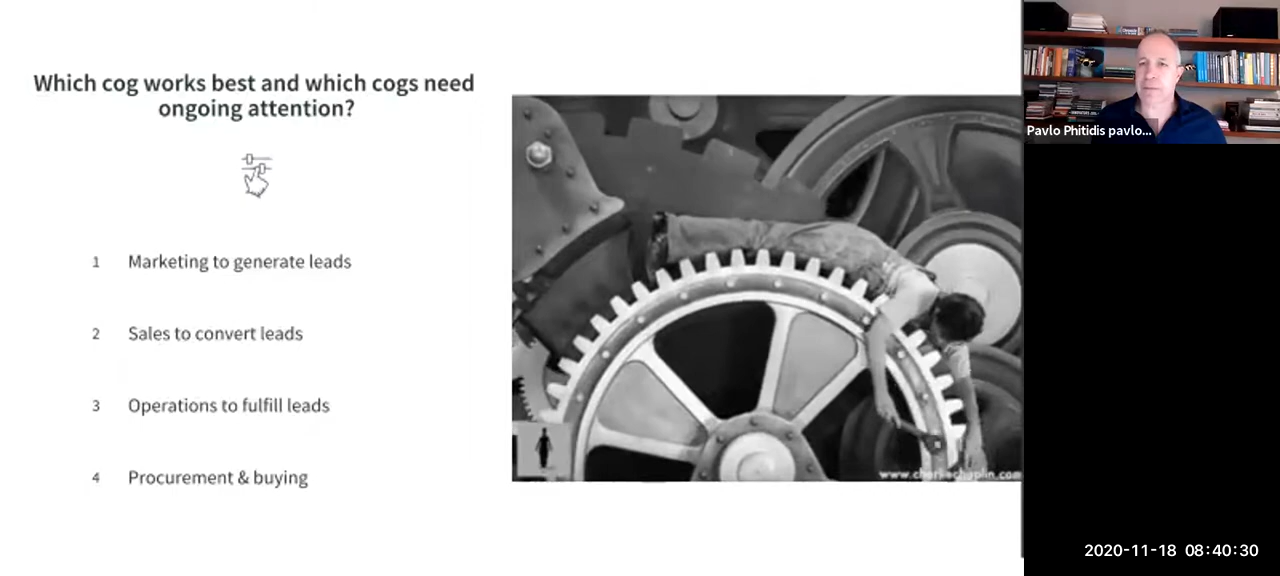 Which cog works best and which cogs need
ongoing attention?
1 Marketing to generate leads
2 Sales to convert leads
3 Operations to fulfill leads
4 Procurement & buying
www.charliechaplin.com
Pavlo Phitidis pavlo...
2020-11-18 08:40:30